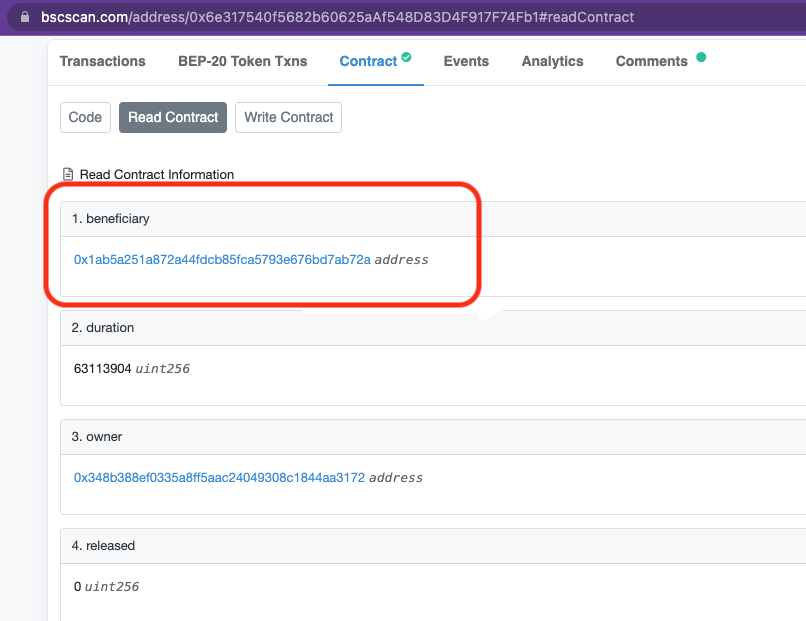 bscscan.com/address/0x6e317540f5682b60625aAf548D83D4F917F74Fb1#readContract
Transactions BEP-20 Token Txns Contract Events Analytics Comments
Code Read Contract Write Contract
Read Contract Information
1. beneficiary
0x1ab5a251a872a44fdcb85fca5793e676bd7ab72a address
2. duration
63113904 uint256
3. owner
0x348b388ef0335a8ff5aac24049308c1844aa3172 address
4. released
0 uint256